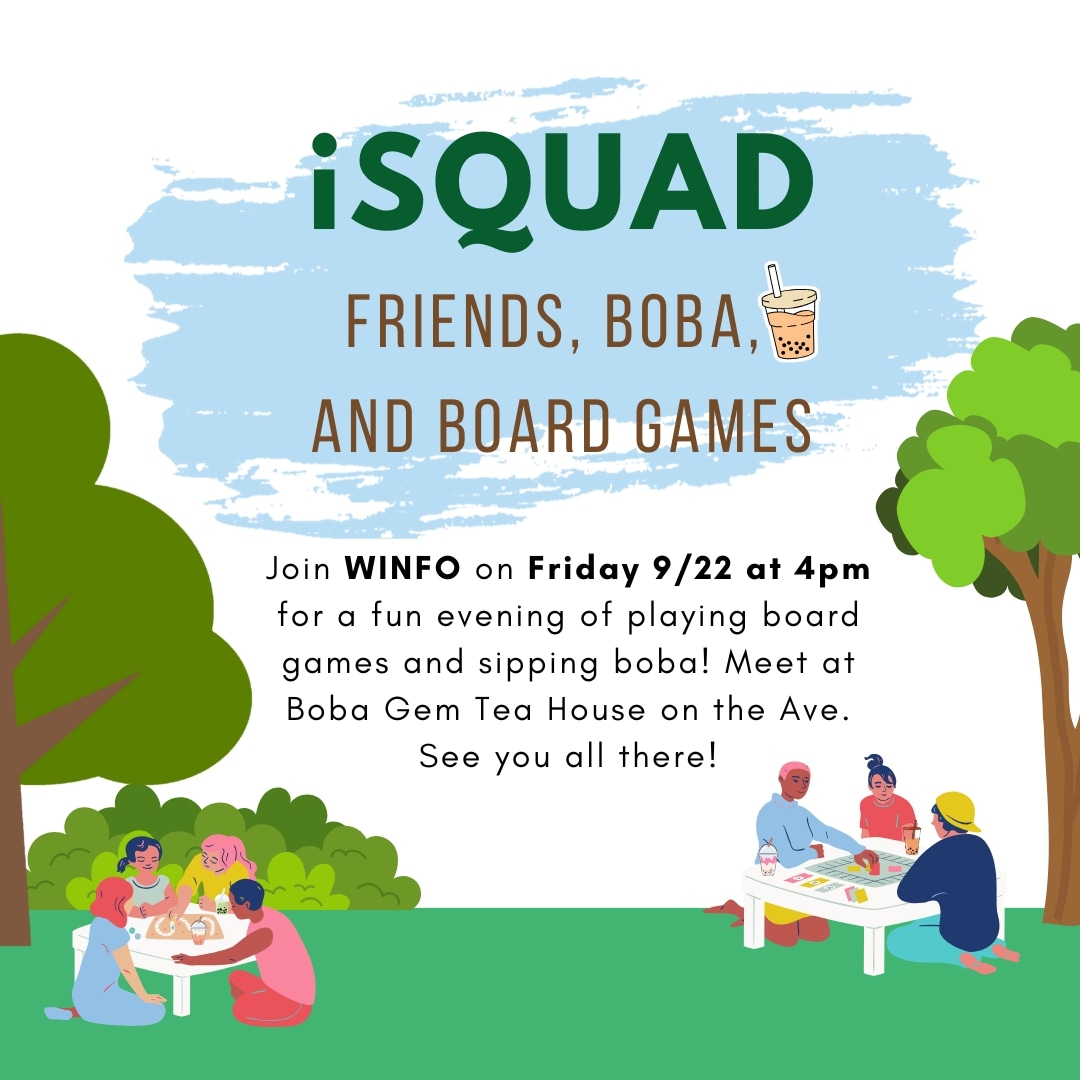 iSQUAD
FRIENDS, BOBA,
AND BOARD GAMES
Join WINFO on Friday 9/22 at 4pm
for a fun evening of playing board
games and sipping boba! Meet at
Boba Gem Tea House on the Ave.
See you all there!